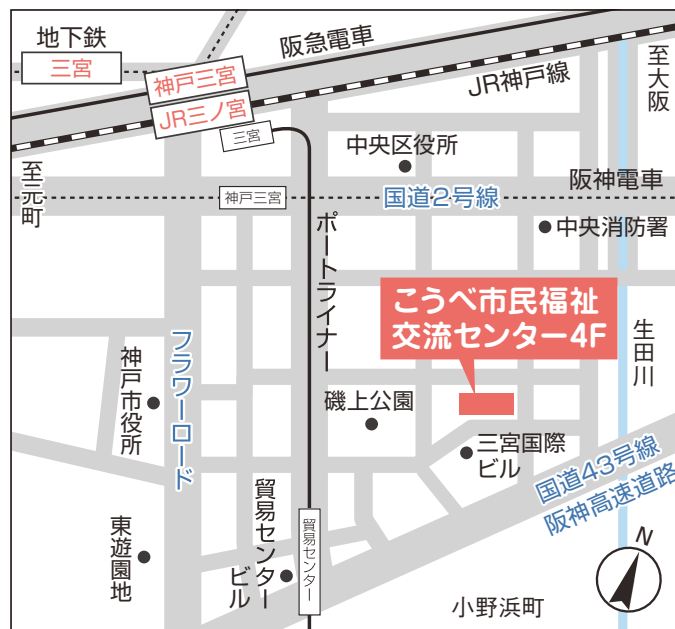 地下鉄
三宮
阪急電車
神戸三宮
JR三ノ宮
三宮
JR神戸線
至大阪
至元町
中央区役所
阪神電車
神戸三宮
国道2号線
中央消防署
ポートライナー
こうべ市民福祉
交流センター4F
生田川
フラワーロード
神戸市役所
磯上公園
三宮国際
ビル
国道43号線
阪神高速道路
東遊園地
貿易センター
ビル
貿易センター
小野浜町
N